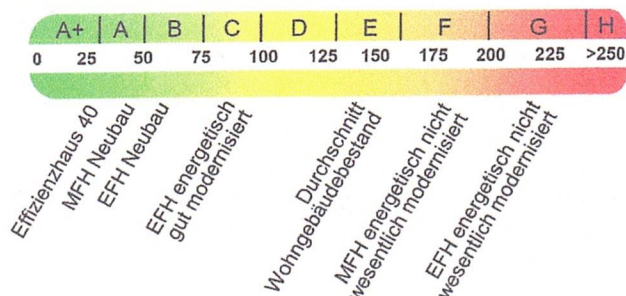 A+ A B C D E F G H
0 25 50 75 100 125 150 175 200 225 >250
Effizienzhaus 40
MFH Neubau
EFH Neubau
EFH energetisch
gut modernisiert
Durchschnitt
Wohngebäudebestand
MFH energetisch nicht
wesentlich modernisiert
EFH energetisch nicht
wesentlich modernisiert